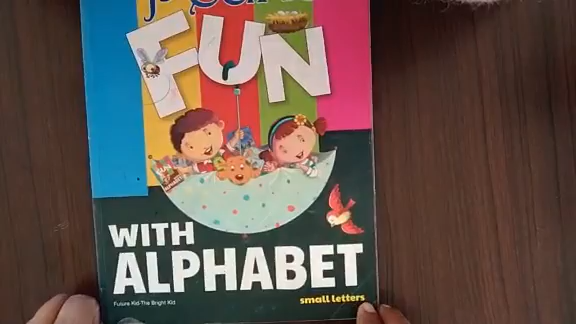 FUN
WITH
ALPHABET
Future Kid-The Bright Kid
small letters